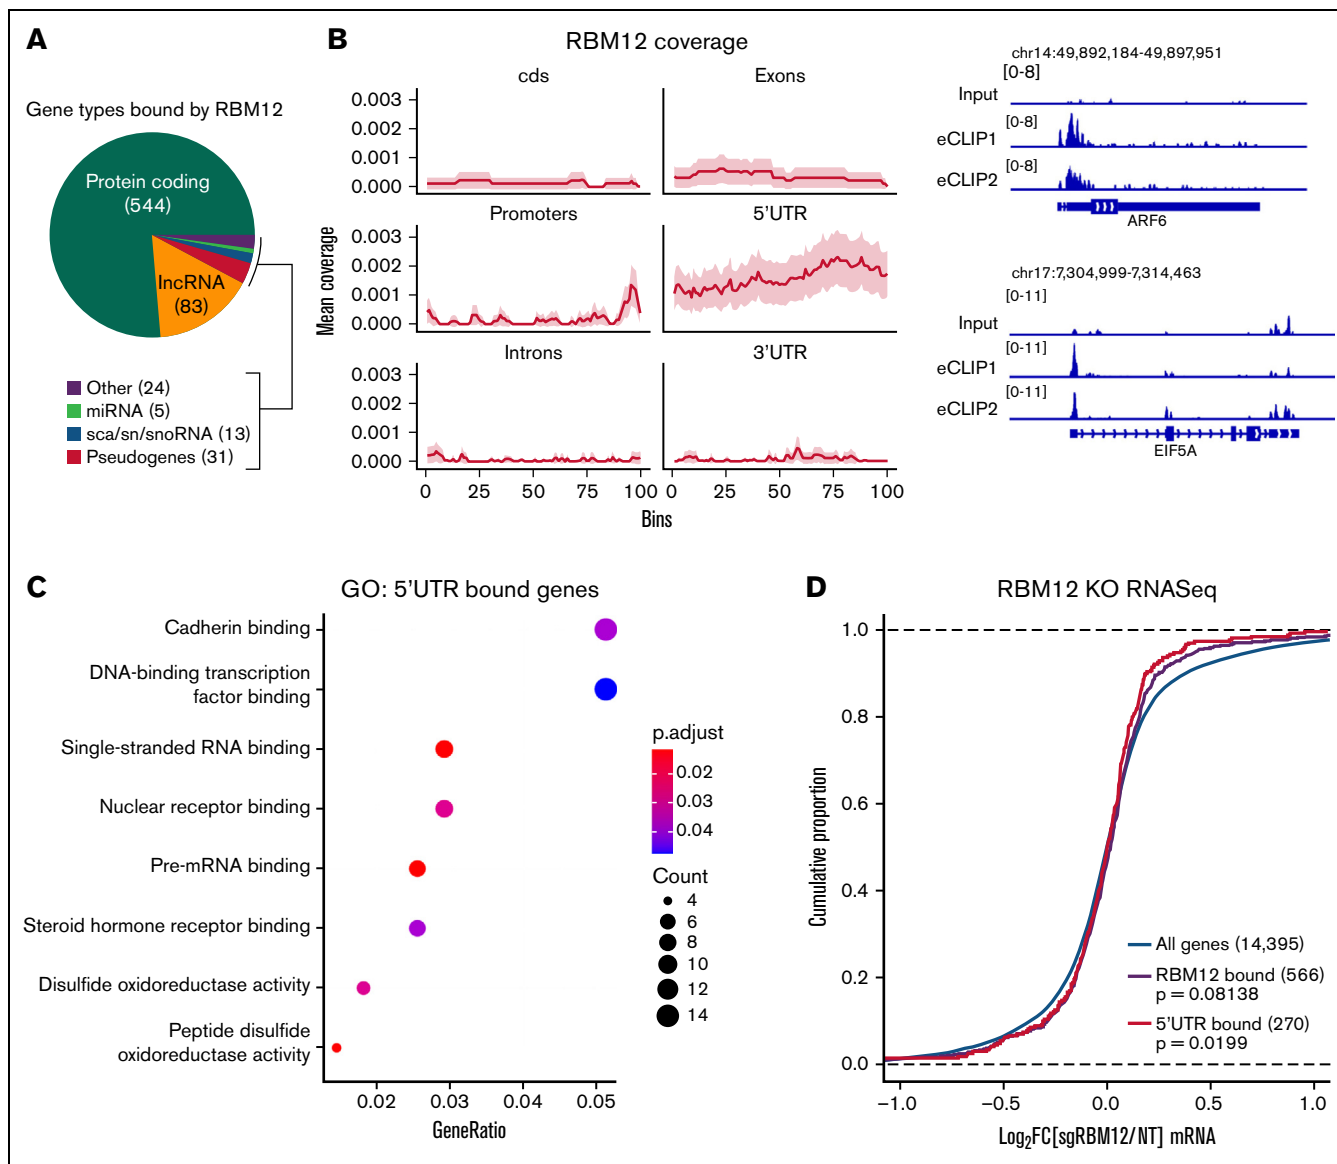 A
Gene types bound by RBM12
Protein coding
(544)
lncRNA
(83)
Other (24)
miRNA (5)
sca/sn/snoRNA (13)
Pseudogenes (31)
B
RBM12 coverage
cds
Exons
0.003
0.002
0.001
0.000
Promoters
5’UTR
0.003
0.002
0.001
0.000
Mean coverage
Introns
3’UTR
0.003
0.002
0.001
0.000
0 25 50 75 100 0 25 50 75 100
Bins
chr14:49,892,184-49,897,951
[0-8]
Input
[0-8]
eCLIP1
[0-8]
eCLIP2
ARF6
chr17:7,304,999-7,314,463
[0-11]
Input
[0-11]
eCLIP1
[0-11]
eCLIP2
EIF5A
C
GO: 5’UTR bound genes
Cadherin binding
DNA-binding transcription
factor binding
Single-stranded RNA binding
Nuclear receptor binding
Pre-mRNA binding
Steroid hormone receptor binding
Disulfide oxidoreductase activity
Peptide disulfide
oxidoreductase activity
0.02 0.03 0.04 0.05
GeneRatio
p.adjust
0.02
0.03
0.04
Count
4
6
8
10
12
14
D
RBM12 KO RNASeq
1.0
0.8
0.6
0.4
0.2
0.0
Cumulative proportion
All genes (14,395)
RBM12 bound (566)
p = 0.08138
5’UTR bound (270)
p = 0.0199
−1.0 −0.5 0.0 0.5 1.0
Log₂FC[sgRBM12/NT] mRNA